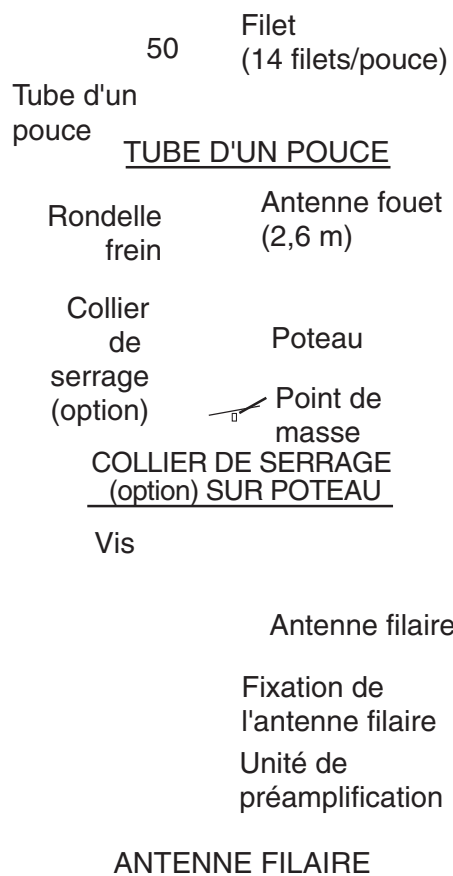 50
Filet
(14 filets/pouce)
Tube d'un
pouce
TUBE D'UN POUCE
Rondelle
frein
Antenne fouet
(2,6 m)
Collier
de
serrage
(option)
Poteau
Point de
masse
COLLIER DE SERRAGE
(option) SUR POTEAU
Vis
Antenne filaire
Fixation de
l'antenne filaire
Unité de
préamplification
ANTENNE FILAIRE